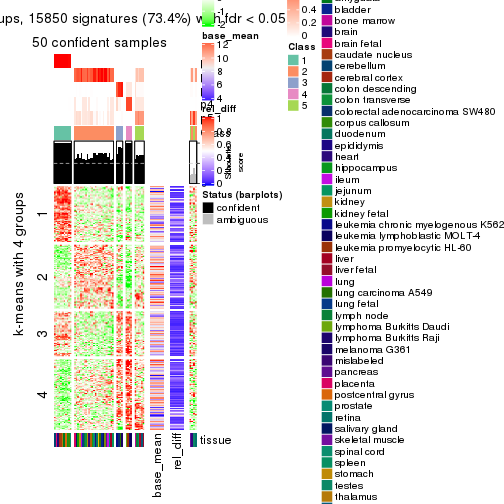 ups, 15850 signatures (73.4%) with fdr < 0.05
50 confident samples
1
2
3
4
k-means with 4 groups
base_mean
rel_diff
tissue
-2
base_mean
12
10
8
6
4
rel_diff
1
0.8
0.6
0.4
0.2
0
score
Status (barplots)
confident
ambiguous
0.4
0.2
0
Class
1
2
3
4
5
bladder
bone marrow
brain
brain fetal
caudate nucleus
cerebellum
cerebral cortex
colon descending
colon transverse
colorectal adenocarcinoma SW480
corpus callosum
duodenum
epididymis
heart
hippocampus
ileum
jejunum
kidney
kidney fetal
leukemia chronic myelogenous K562
leukemia lymphoblastic MOLT-4
leukemia promyelocytic HL-60
liver
liver fetal
lung
lung carcinoma A549
lung fetal
lymph node
lymphoma Burkitts Daudi
lymphoma Burkitts Raji
melanoma G361
mislabeled
pancreas
placenta
postcentral gyrus
prostate
retina
salivary gland
skeletal muscle
spinal cord
spleen
stomach
testes
thalamus